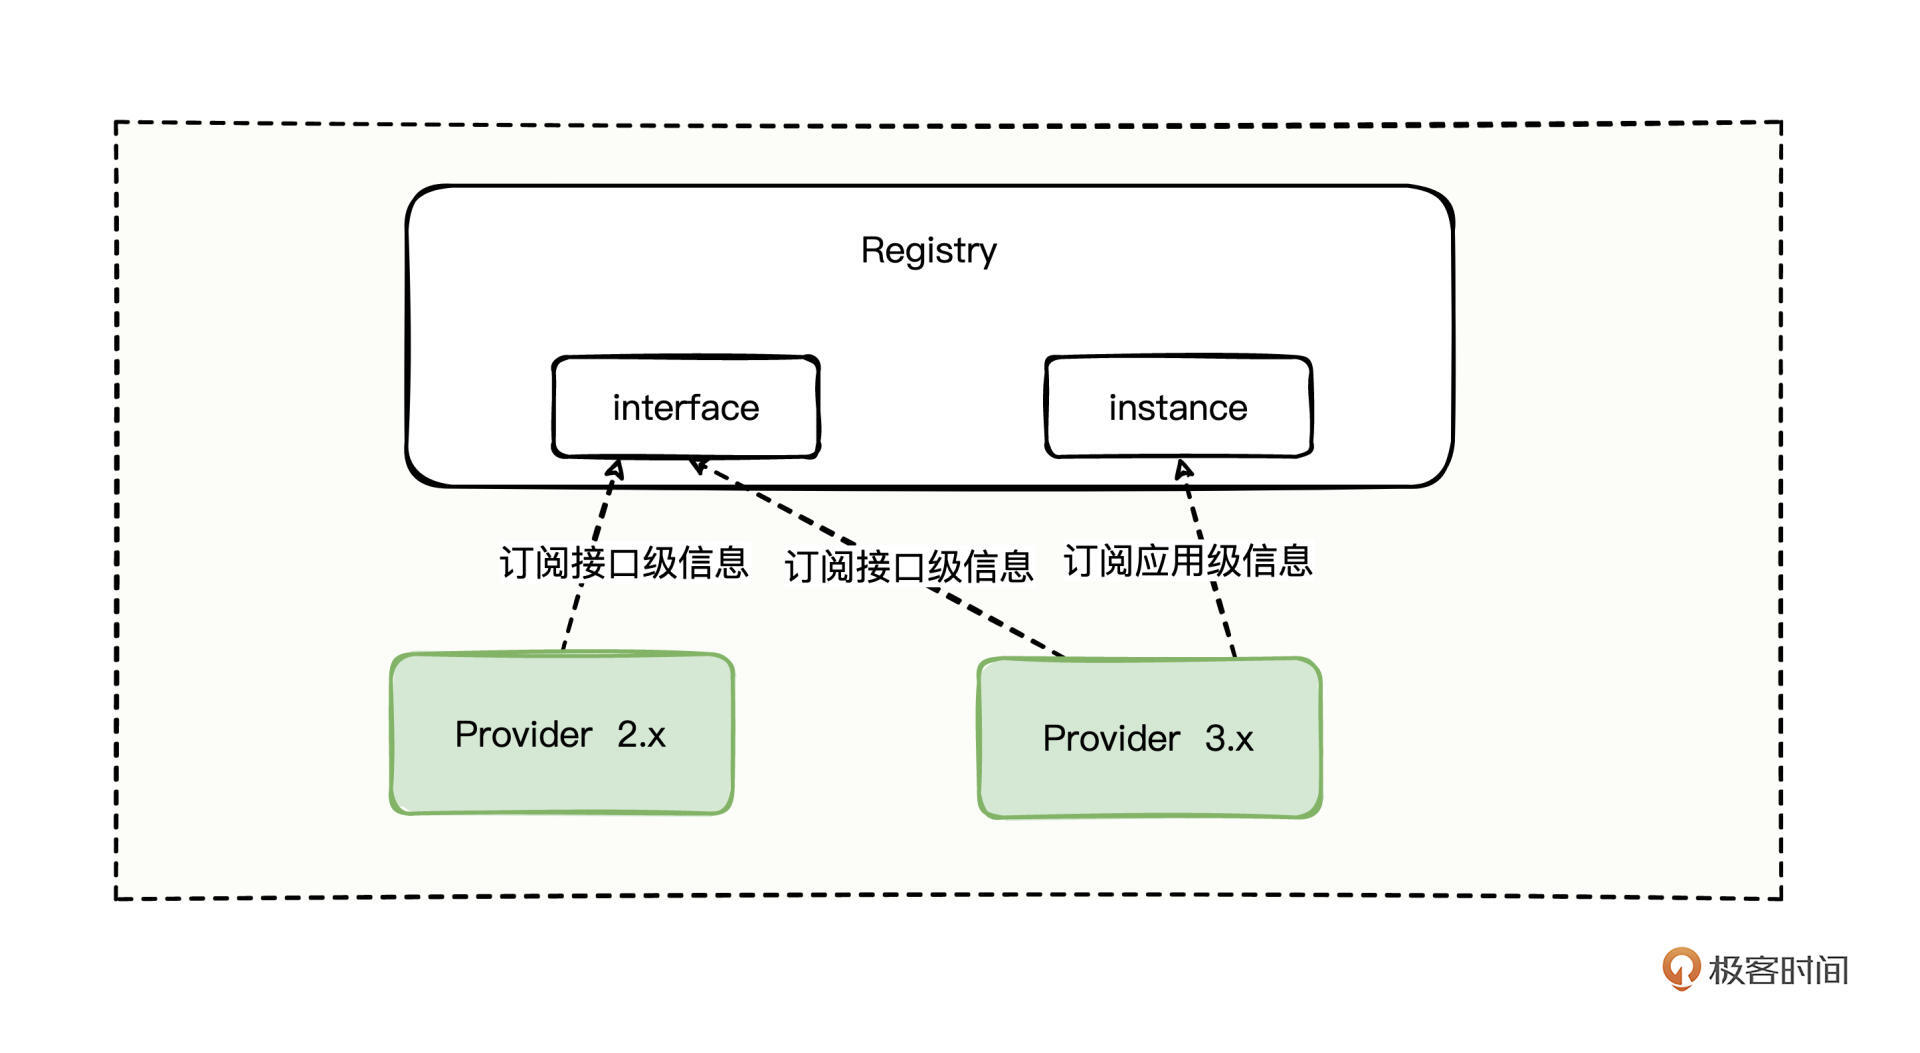 Registry
interface
instance
订阅接口级信息
订阅接口级信息
订阅应用级信息
Provider 2.x
Provider 3.x
极客时间